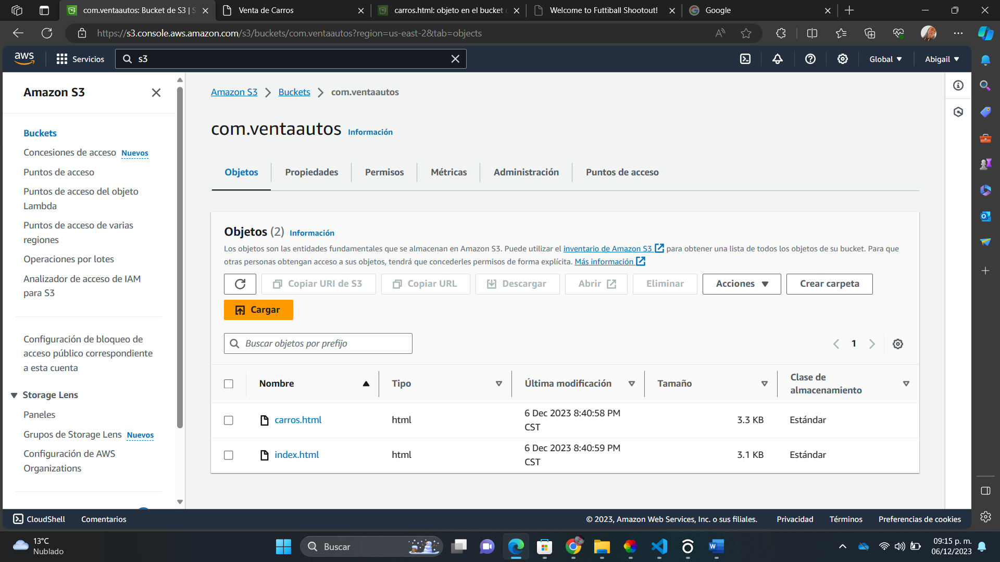 com.ventaautos: Bucket de S3 | S
Venta de Carros
carros.html: objeto en el bucket
Welcome to Futtiball Shootout!
Google
https://s3.console.aws.amazon.com/s3/buckets/com.ventaautos?region=us-east-2&tab=objects
aws
Servicios
s3
Global
Abigail
Amazon S3
Buckets
Concesiones de acceso Nuevos
Puntos de acceso
Puntos de acceso del objeto
Lambda
Puntos de acceso de varias
regiones
Operaciones por lotes
Analizador de acceso de IAM
para S3
Configuración de bloqueo de
acceso público correspondiente
a esta cuenta
Storage Lens
Paneles
Grupos de Storage Lens Nuevos
Configuración de AWS
Organizations
Amazon S3 > Buckets > com.ventaautos
com.ventaautos Información
Objetos Propiedades Permisos Métricas Administración Puntos de acceso
Objetos (2) Información
Los objetos son las entidades fundamentales que se almacenan en Amazon S3. Puede utilizar el inventario de Amazon S3 para obtener una lista de todos los objetos de su bucket. Para que
otras personas obtengan acceso a sus objetos, tendrá que concederles permisos de forma explícita. Más información
Copiar URI de S3 Copiar URL Descargar Abrir Eliminar Acciones Crear carpeta
Cargar
Buscar objetos por prefijo
1
Nombre Tipo Última modificación Tamaño Clase de
almacenamiento
carros.html html 6 Dec 2023 8:40:58 PM
CST 3.3 KB Estándar
index.html html 6 Dec 2023 8:40:59 PM
CST 3.1 KB Estándar
CloudShell Comentarios
© 2023, Amazon Web Services, Inc. o sus filiales. Privacidad Términos Preferencias de cookies
13°C
Nublado
Buscar
09:15 p. m.
06/12/2023